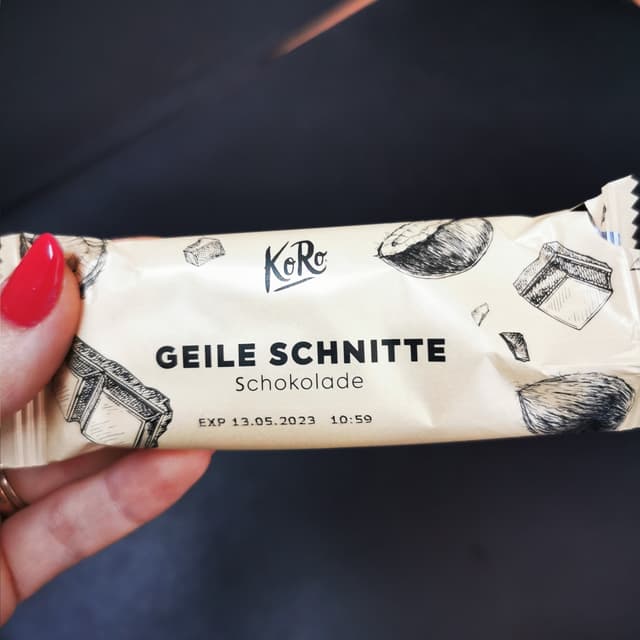 KoRo
GEILE SCHNITTE
Schokolade
EXP 13.05.2023 10:59